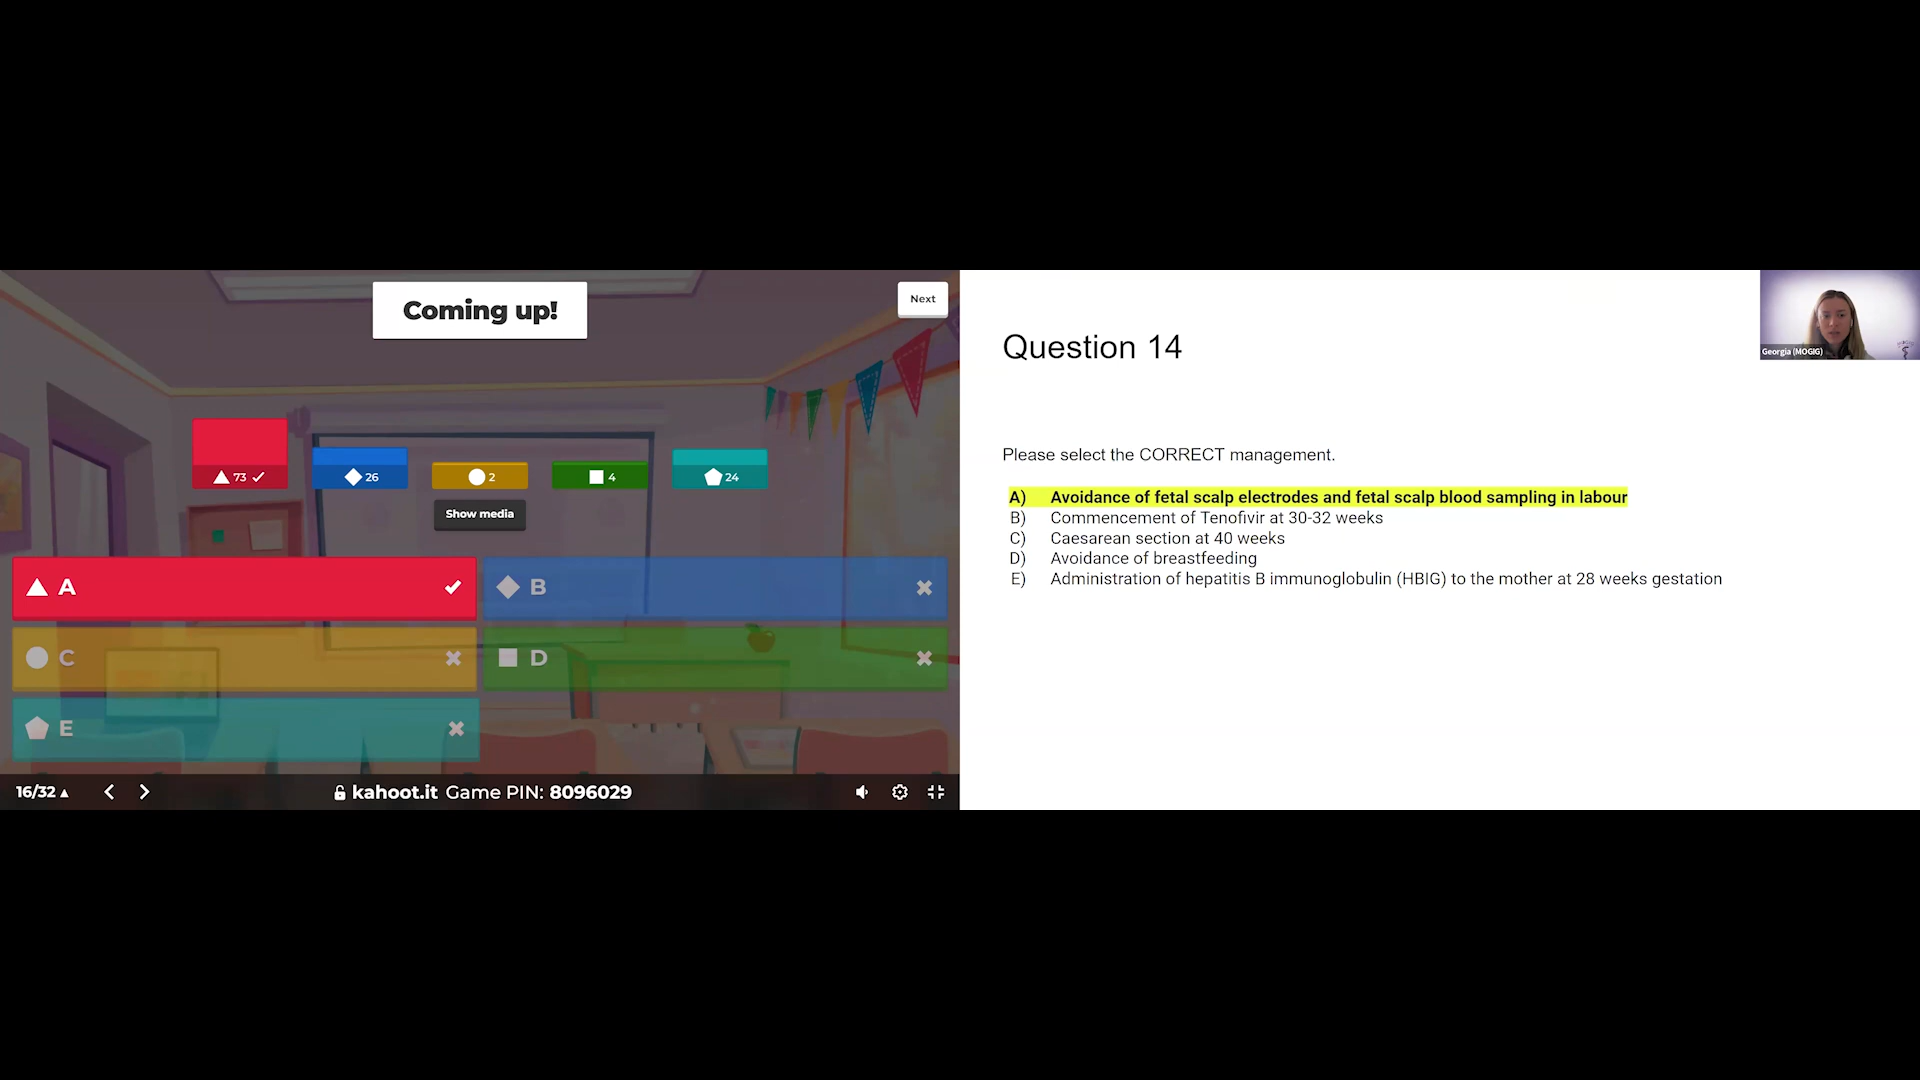 Coming up!
Next
73
26
2
4
24
Show media
A
B
C
D
E
16/32
kahoot.it Game PIN: 8096029
Question 14
Georgia (MOGIG)
Please select the CORRECT management.
A) Avoidance of fetal scalp electrodes and fetal scalp blood sampling in labour
B) Commencement of Tenofivir at 30-32 weeks
C) Caesarean section at 40 weeks
D) Avoidance of breastfeeding
E) Administration of hepatitis B immunoglobulin (HBIG) to the mother at 28 weeks gestation